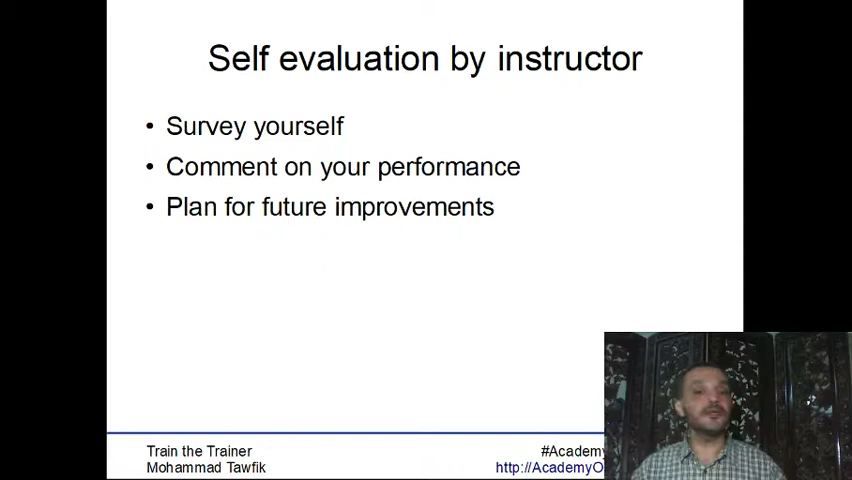 Self evaluation by instructor
• Survey yourself
• Comment on your performance
• Plan for future improvements
Train the Trainer
#Academy
Mohammad Tawfik
http://AcademyO